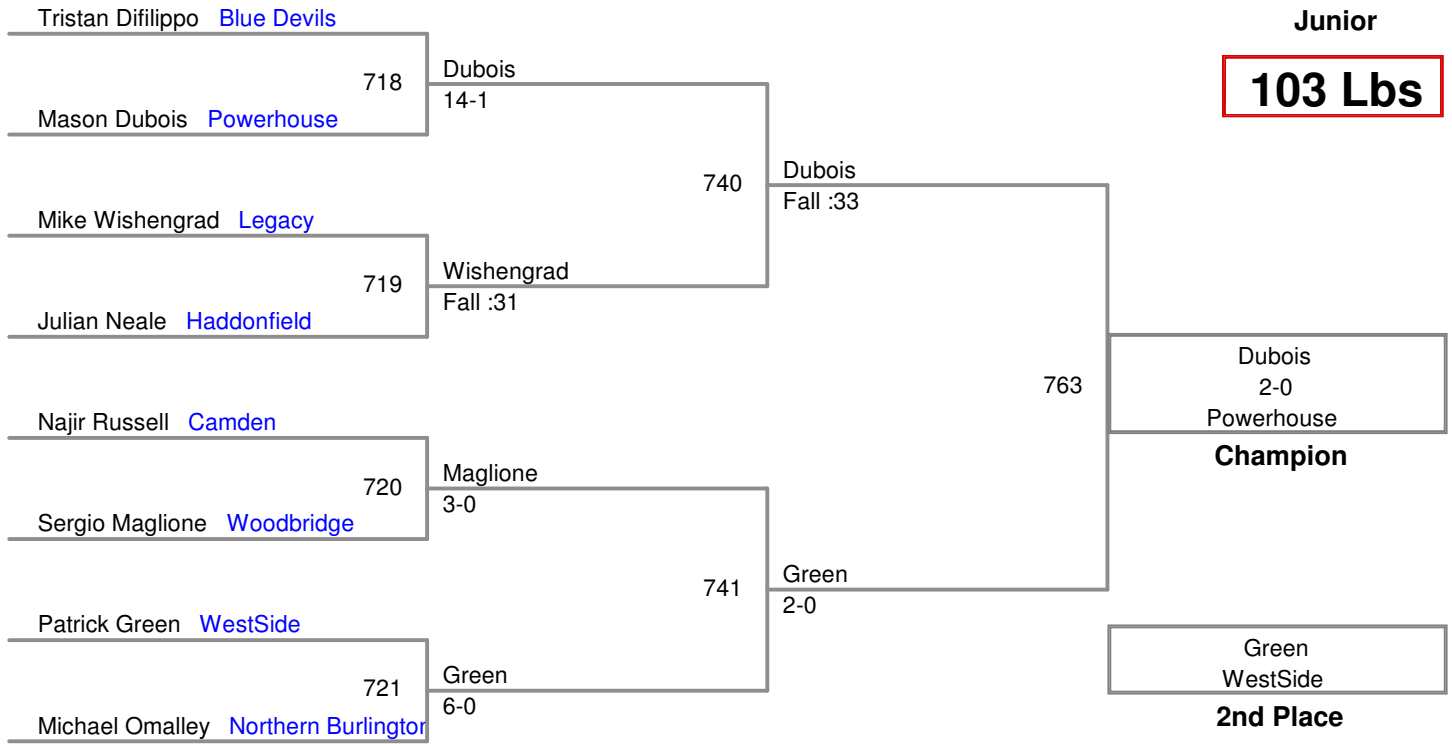 Tristan Difilippo Blue Devils
Junior
103 Lbs
718
Dubois
14-1
Mason Dubois Powerhouse
740
Dubois
Fall :33
Mike Wishengrad Legacy
719
Wishengrad
Fall :31
Julian Neale Haddonfield
763
Dubois
2-0
Powerhouse
Champion
Najir Russell Camden
720
Maglione
3-0
Sergio Maglione Woodbridge
741
Green
2-0
Patrick Green WestSide
721
Green
6-0
Michael Omalley Northern Burlington
Green
WestSide
2nd Place